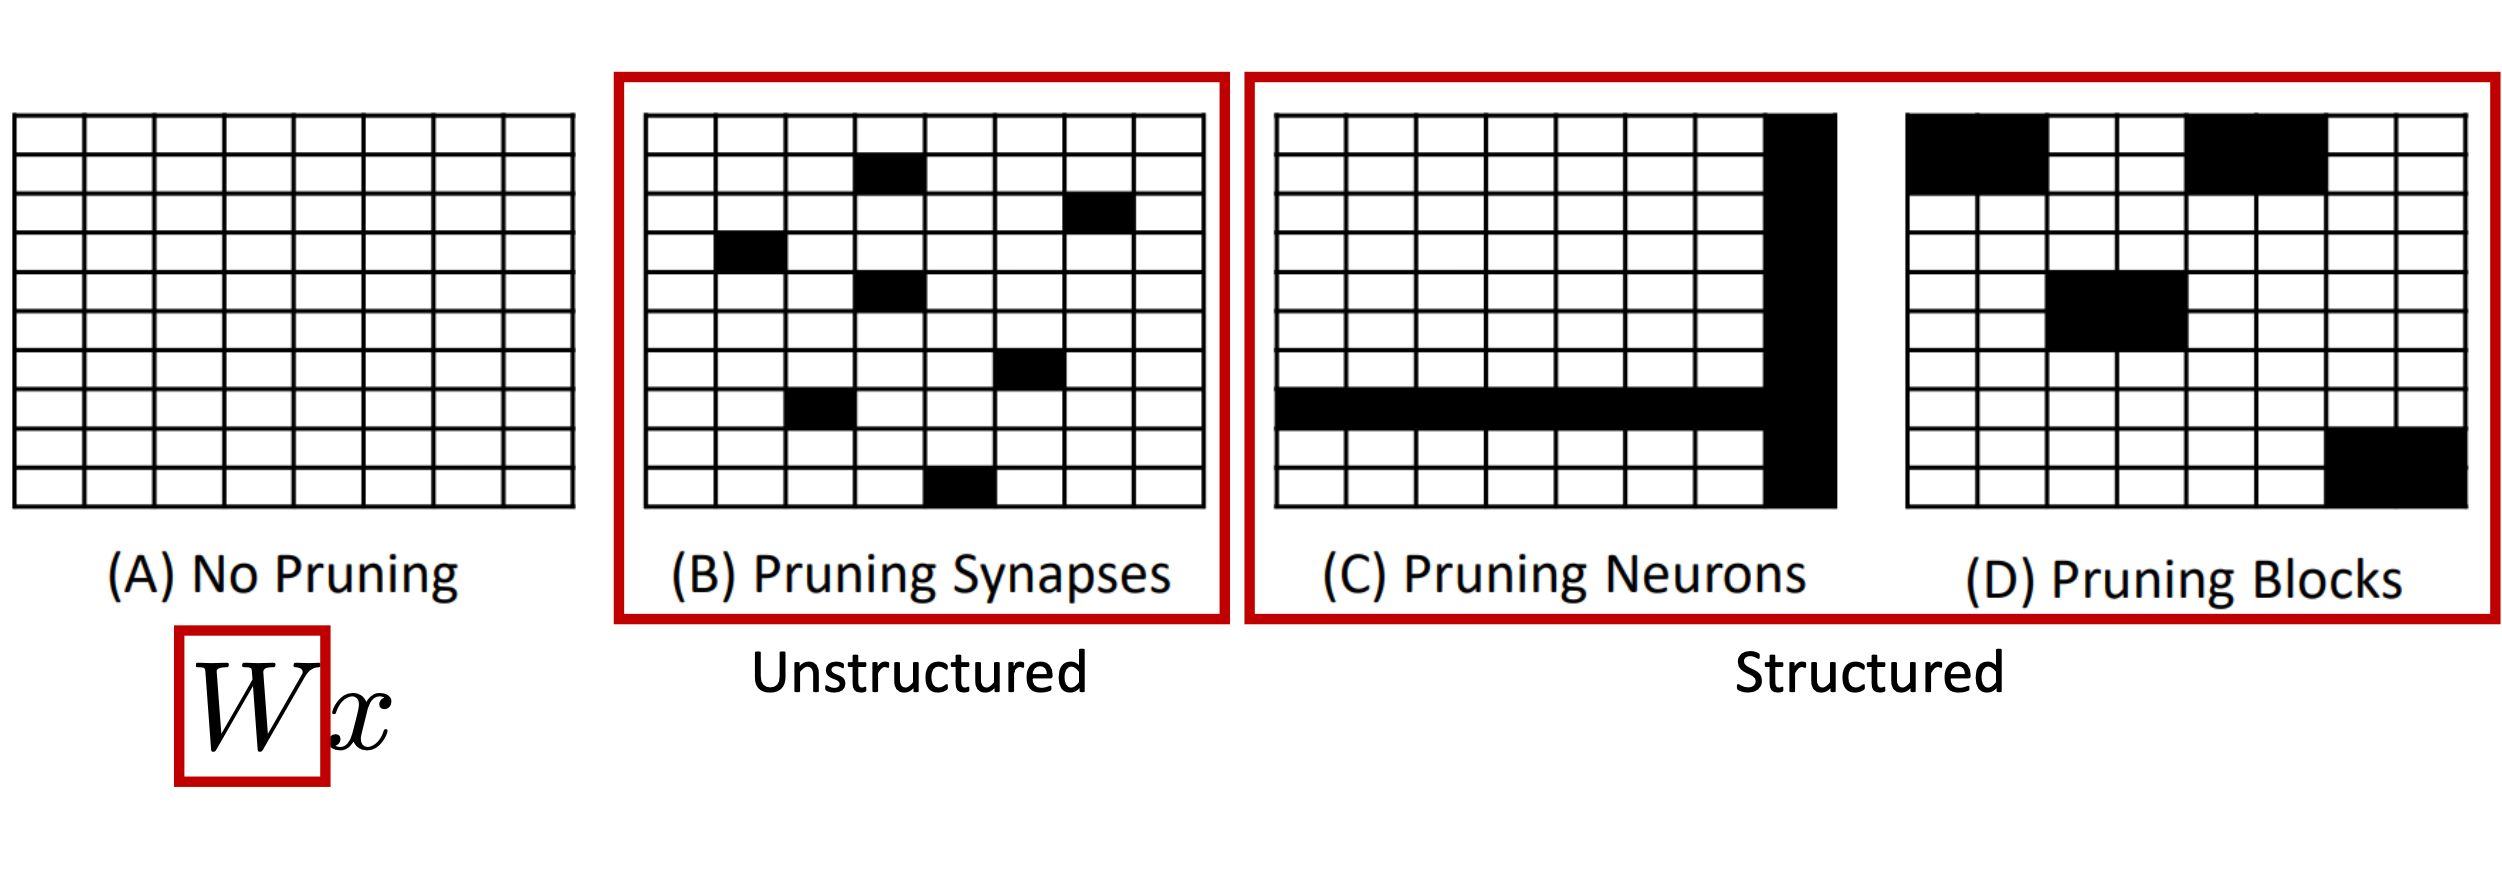 (A) No Pruning
(B) Pruning Synapses
(C) Pruning Neurons
(D) Pruning Blocks
Wx
Unstructured
Structured